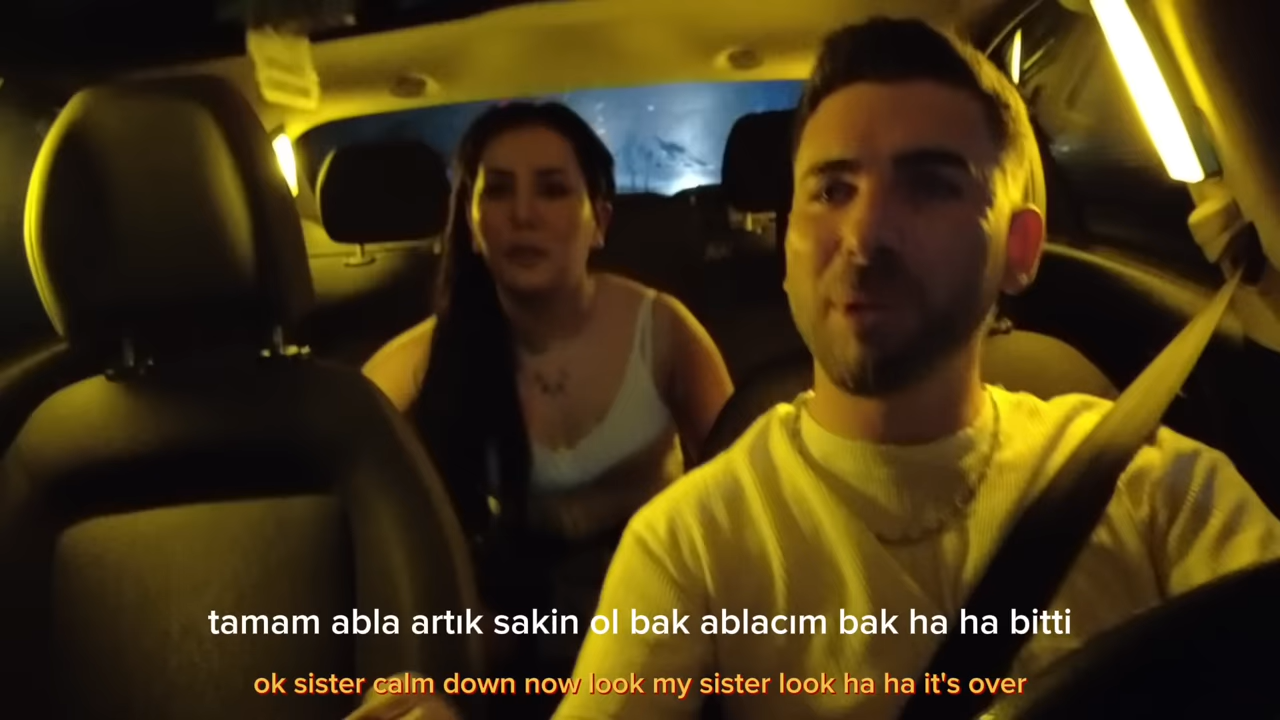 tamam abla artık sakin ol bak ablacım bak ha ha bitti
ok sister calm down now look my sister look ha ha it's over